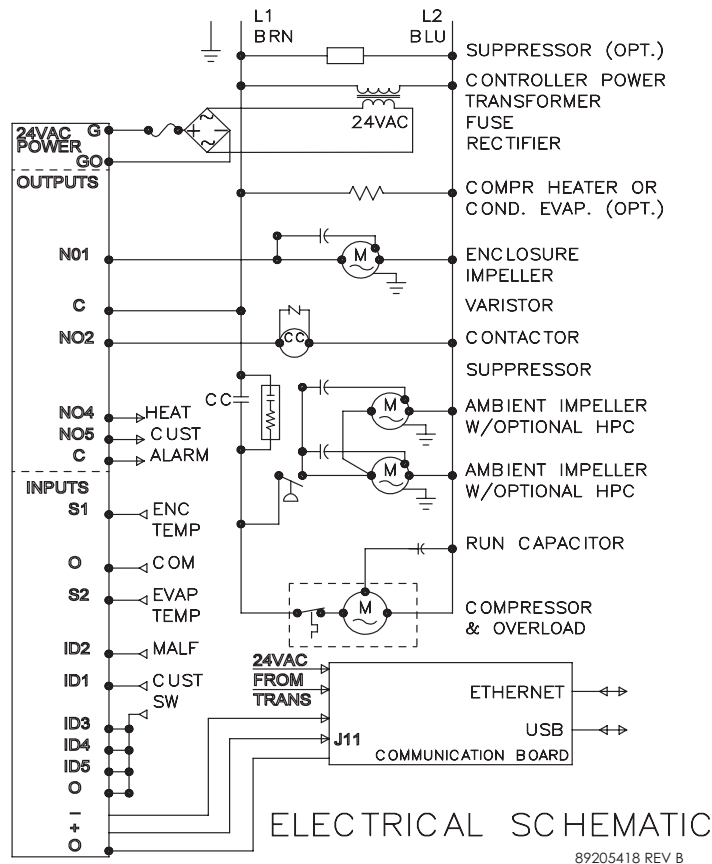 L1
BRN
L2
BLU
SUPPRESSOR (OPT.)
CONTROLLER POWER
TRANSFORMER
FUSE
RECTIFIER
24VAC
24VAC
POWER
G
GO
OUTPUTS
COMPR HEATER OR
COND. EVAP. (OPT.)
N01
M
ENCLOSURE
IMPELLER
C
VARISTOR
NO2
CC
CONTACTOR
SUPPRESSOR
CC
M
AMBIENT IMPELLER
W/OPTIONAL HPC
NO4
HEAT
NO5
CUST
C
ALARM
M
AMBIENT IMPELLER
W/OPTIONAL HPC
INPUTS
S1
ENC
TEMP
O
COM
RUN CAPACITOR
S2
EVAP
TEMP
M
COMPRESSOR
& OVERLOAD
ID2
MALF
ID1
CUST
SW
ID3
ID4
ID5
O
–
+
O
24VAC
FROM
TRANS
J11
ETHERNET
USB
COMMUNICATION BOARD
ELECTRICAL SCHEMATIC
89205418 REV B